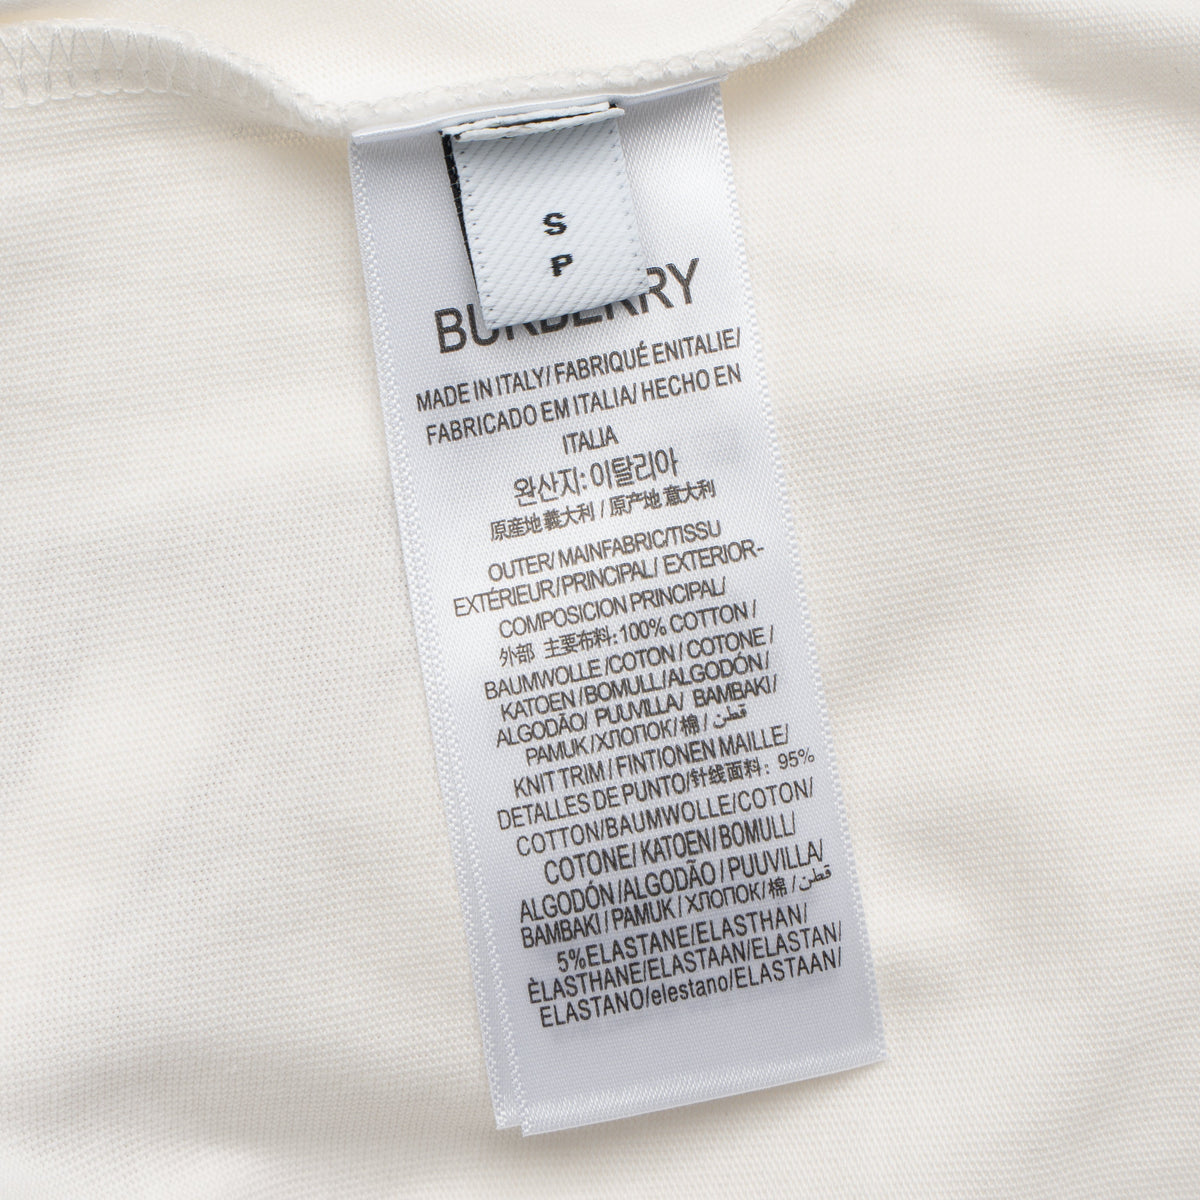 S
P
BURBERRY
MADE IN ITALY/ FABRIQUÉ ENITALIE/
FABRICADO EM ITALIA/ HECHO EN
ITALIA
완산지: 이탈리아
原産地義大利 / 原产地 意大利
OUTER/ MAINFABRIC/TISSU
EXTÉRIEUR/PRINCIPAL/ EXTERIOR-
COMPOSICION PRINCIPAL/
外部 主要布料: 100% COTTON /
BAUMWOLLE /COTON / COTONE /
KATOEN / BOMULL/ALGODÓN/
ALGODÃO/ PUUVILLA/ BAMBAKI/
PAMUK / ХЛОПОК/ 棉 / قطن
KNIT TRIM / FINTIONEN MAILLE/
DETALLES DE PUNTO/针线面料: 95%
COTTON/BAUMWOLLE/COTON/
COTONE/ KATOEN/ BOMULL/
ALGODÓN/ALGODÃO / PUUVILLA/
BAMBAKI / PAMUK / ХЛОПОК/ 棉 / قطن
5%ELASTANE/ELASTHAN/
ÈLASTHANE/ELASTAAN/ELASTAN/
ELASTANO/elestano/ELASTAAN/